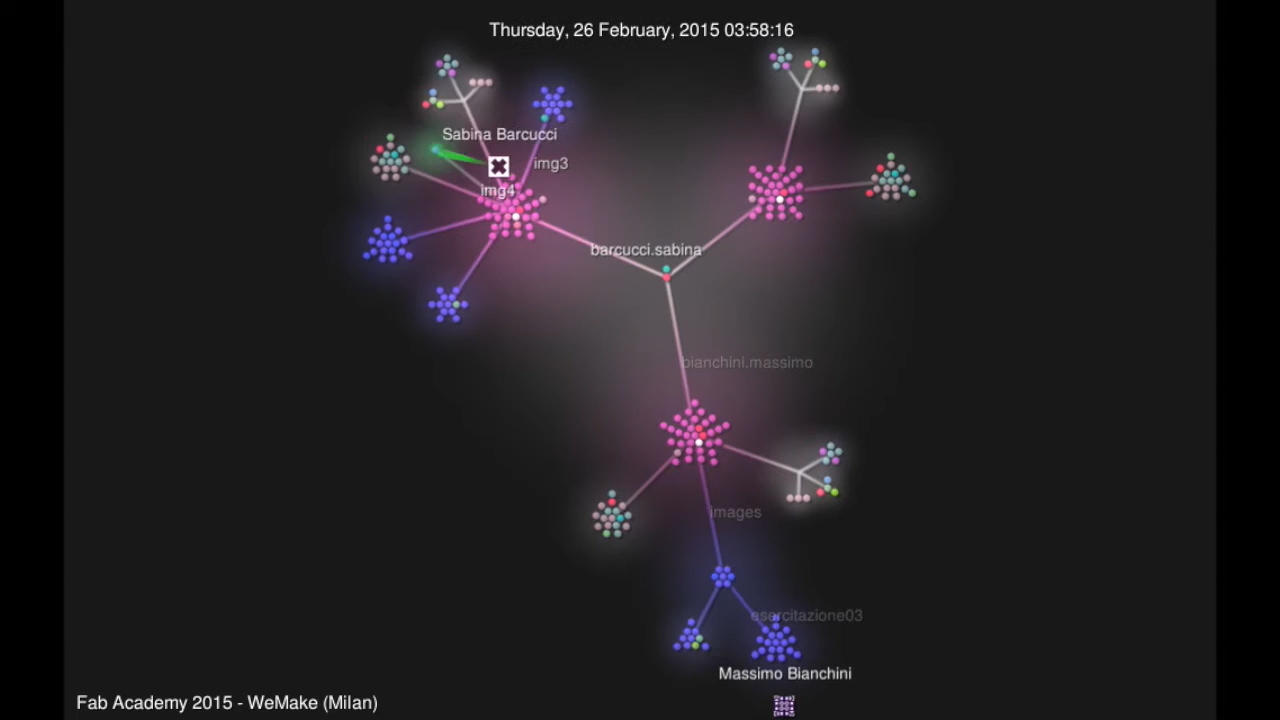 Thursday, 26 February, 2015 03:58:16
Sabina Barcucci
img3
img4
barcucci.sabina
bianchini.massimo
images
esercitazione03
Massimo Bianchini
Fab Academy 2015 - WeMake (Milan)